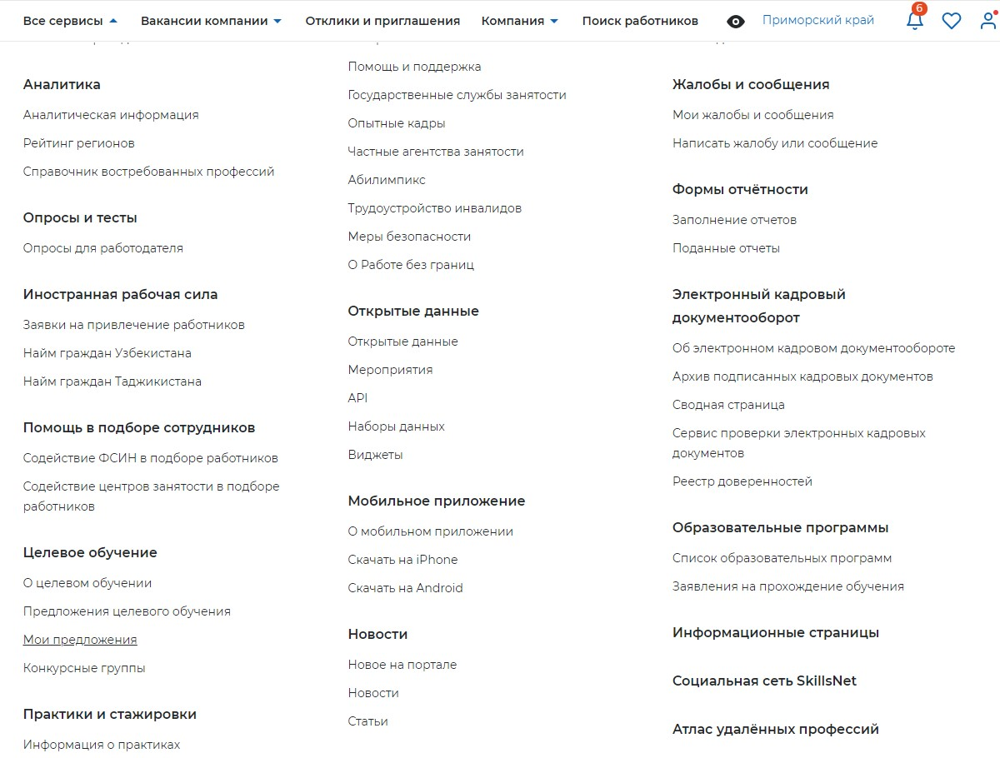 Все сервисы
Вакансии компании
Отклики и приглашения
Компания
Поиск работников
Приморский край
6
Аналитика
Аналитическая информация
Рейтинг регионов
Справочник востребованных профессий
Опросы и тесты
Опросы для работодателя
Иностранная рабочая сила
Заявки на привлечение работников
Найм граждан Узбекистана
Найм граждан Таджикистана
Помощь в подборе сотрудников
Содействие ФСИН в подборе работников
Содействие центров занятости в подборе
работников
Целевое обучение
О целевом обучении
Предложения целевого обучения
Мои предложения
Конкурсные группы
Практики и стажировки
Информация о практиках
Помощь и поддержка
Государственные службы занятости
Опытные кадры
Частные агентства занятости
Абилимпикс
Трудоустройство инвалидов
Меры безопасности
О Работе без границ
Открытые данные
Открытые данные
Мероприятия
API
Наборы данных
Виджеты
Мобильное приложение
О мобильном приложении
Скачать на iPhone
Скачать на Android
Новости
Новое на портале
Новости
Статьи
Жалобы и сообщения
Мои жалобы и сообщения
Написать жалобу или сообщение
Формы отчётности
Заполнение отчетов
Поданные отчеты
Электронный кадровый
документооборот
Об электронном кадровом документообороте
Архив подписанных кадровых документов
Сводная страница
Сервис проверки электронных кадровых
документов
Реестр доверенностей
Образовательные программы
Список образовательных программ
Заявления на прохождение обучения
Информационные страницы
Социальная сеть SkillsNet
Атлас удалённых профессий